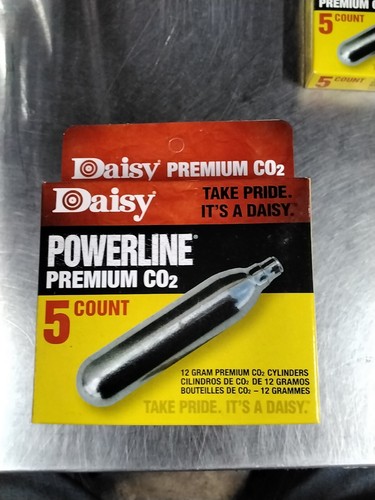 PREMIUM
5 COUNT
5 COUNT
Daisy® PREMIUM CO2
Daisy®
TAKE PRIDE.
IT'S A DAISY.™
POWERLINE®
PREMIUM CO2
5 COUNT
12 GRAM PREMIUM CO2 CYLINDERS
CILINDROS DE CO2 DE 12 GRAMOS
BOUTEILLES DE CO2 – 12 GRAMMES
TAKE PRIDE. IT'S A DAISY.™